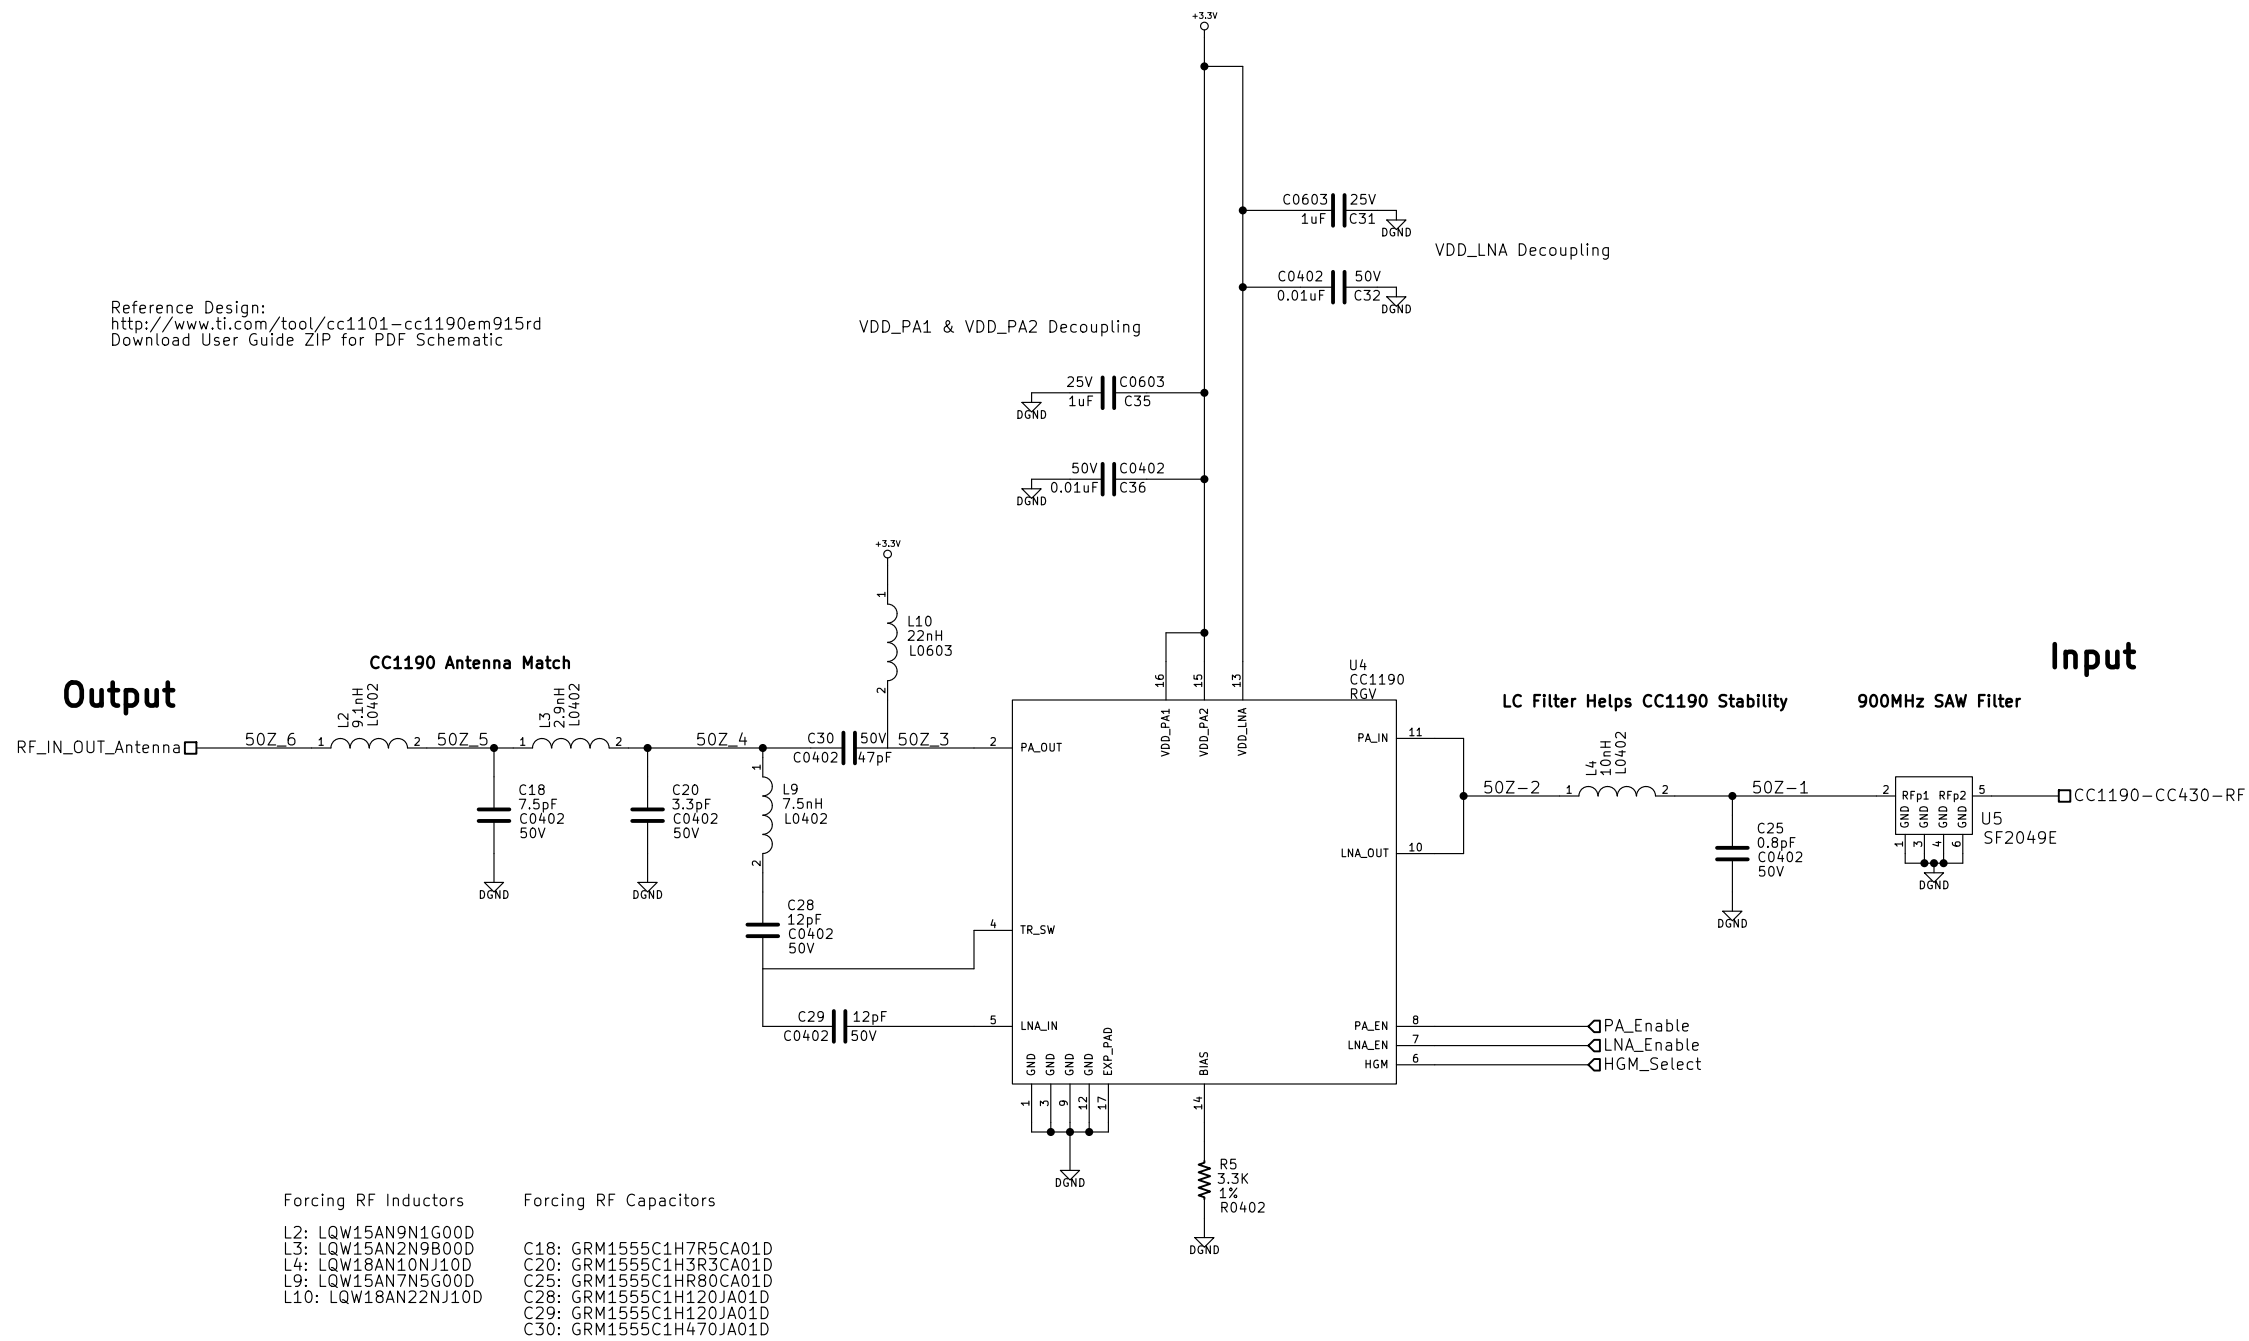 +3.3V
C0603 25V
1uF C31
DGND
VDD_LNA Decoupling
C0402 50V
0.01uF C32
DGND
Reference Design:
http://www.ti.com/tool/cc1101-cc1190em915rd
Download User Guide ZIP for PDF Schematic
VDD_PA1 & VDD_PA2 Decoupling
25V C0603
1uF C35
DGND
50V C0402
0.01uF C36
DGND
+3.3V
1
L10
22nH
L0603
2
CC1190 Antenna Match
Output
RF_IN_OUT_Antenna
50Z_6
1
L2
9.1nH
L0402
2
50Z_5
1
L3
2.9nH
L0402
2
50Z_4
C30 50V
C0402 47pF
50Z_3
2 PA_OUT
C18
7.5pF
C0402
50V
DGND
C20
3.3pF
C0402
50V
DGND
1
L9
7.5nH
L0402
2
C28
12pF
C0402
50V
4 TR_SW
C29 12pF
C0402 50V
5 LNA_IN
16 15 13
VDD_PA1 VDD_PA2 VDD_LNA
U4
CC1190
RGV
PA_IN 11
LNA_OUT 10
PA_EN 8 PA_Enable
LNA_EN 7 LNA_Enable
HGM 6 HGM_Select
GND GND GND GND EXP_PAD
1 3 9 12 17
DGND
BIAS
14
R5
3.3K
1%
R0402
DGND
Input
LC Filter Helps CC1190 Stability
900MHz SAW Filter
50Z-2
1
L4
10nH
L0402
2
50Z-1
C25
0.8pF
C0402
50V
DGND
2 RFp1 RFp2 5
CC1190-CC430-RF
GND GND GND GND
1 3 4 6
U5
SF2049E
DGND
Forcing RF Inductors
L2: LQW15AN9N1G00D
L3: LQW15AN2N9B00D
L4: LQW18AN10NJ10D
L9: LQW15AN7N5G00D
L10: LQW18AN22NJ10D
Forcing RF Capacitors
C18: GRM1555C1H7R5CA01D
C20: GRM1555C1H3R3CA01D
C25: GRM1555C1HR80CA01D
C28: GRM1555C1H120JA01D
C29: GRM1555C1H120JA01D
C30: GRM1555C1H470JA01D